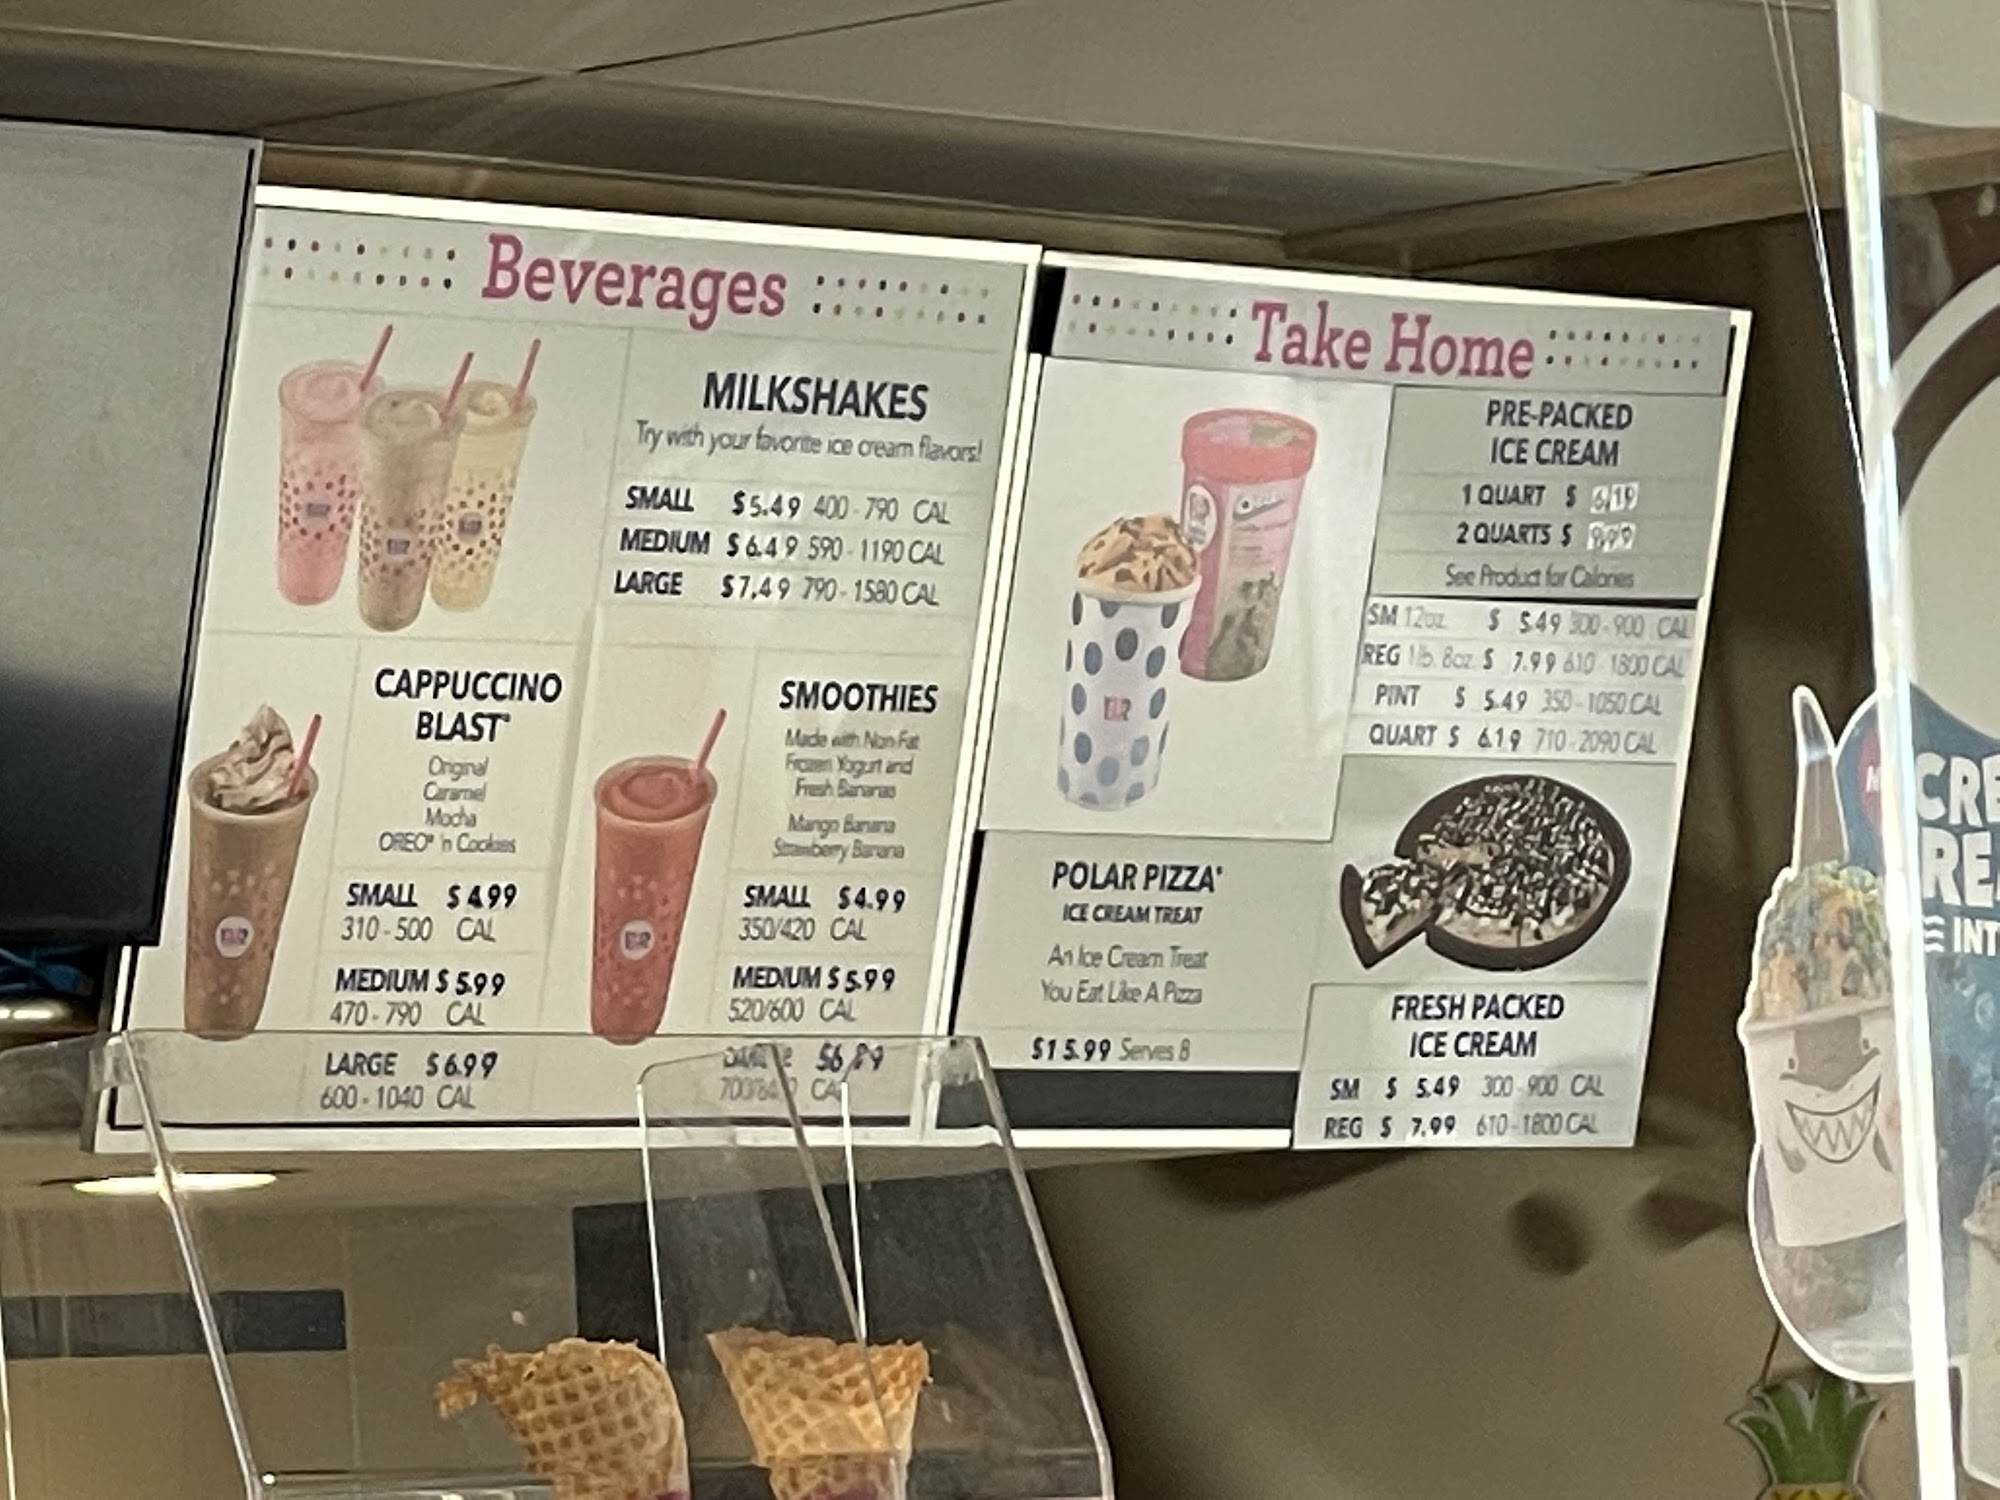 Beverages
MILKSHAKES
Try with your favorite ice cream flavors!
SMALL $5.49 400-790 CAL
MEDIUM $6.49 590-1190 CAL
LARGE $7.49 790-1580 CAL
CAPPUCCINO
BLAST®
Original
Caramel
Mocha
OREO® 'n Cookies
SMALL $4.99
310-500 CAL
MEDIUM $5.99
470-790 CAL
LARGE $6.99
600-1040 CAL
SMOOTHIES
Made with Non-Fat
Frozen Yogurt and
Fresh Bananas
Mango Banana
Strawberry Banana
SMALL $4.99
350/420 CAL
MEDIUM $5.99
520/600 CAL
Take Home
PRE-PACKED
ICE CREAM
1 QUART $ 6.19
2 QUARTS $ 9.99
See Product for Calories
SM 12oz. $ 5.49 300-900 CAL
REG 1lb. 8oz. $ 7.99 610-1800 CAL
PINT $ 5.49 350-1050 CAL
QUART $ 6.19 710-2090 CAL
BR
POLAR PIZZA®
ICE CREAM TREAT
An Ice Cream Treat
You Eat Like A Pizza
$15.99 Serves 8
FRESH PACKED
ICE CREAM
SM $ 5.49 300-900 CAL
REG $ 7.99 610-1800 CAL
CRE
RE
INT